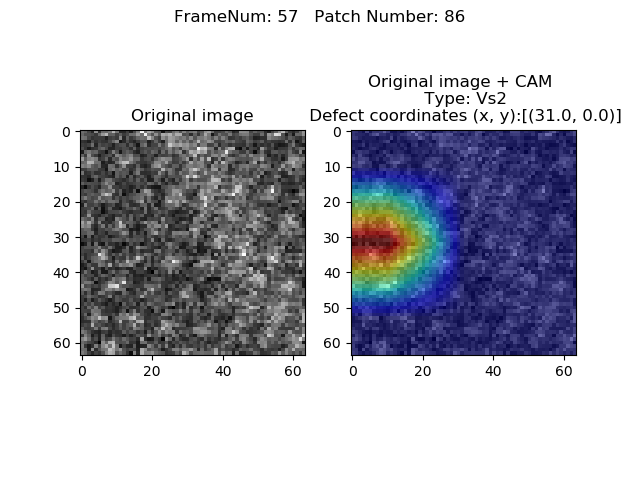 FrameNum: 57   Patch Number: 86
Original image
Original image + CAM
Type: Vs2
Defect coordinates (x, y):[(31.0, 0.0)]
0
10
20
30
40
50
60
0 20 40 60
0
10
20
30
40
50
60
0 20 40 60